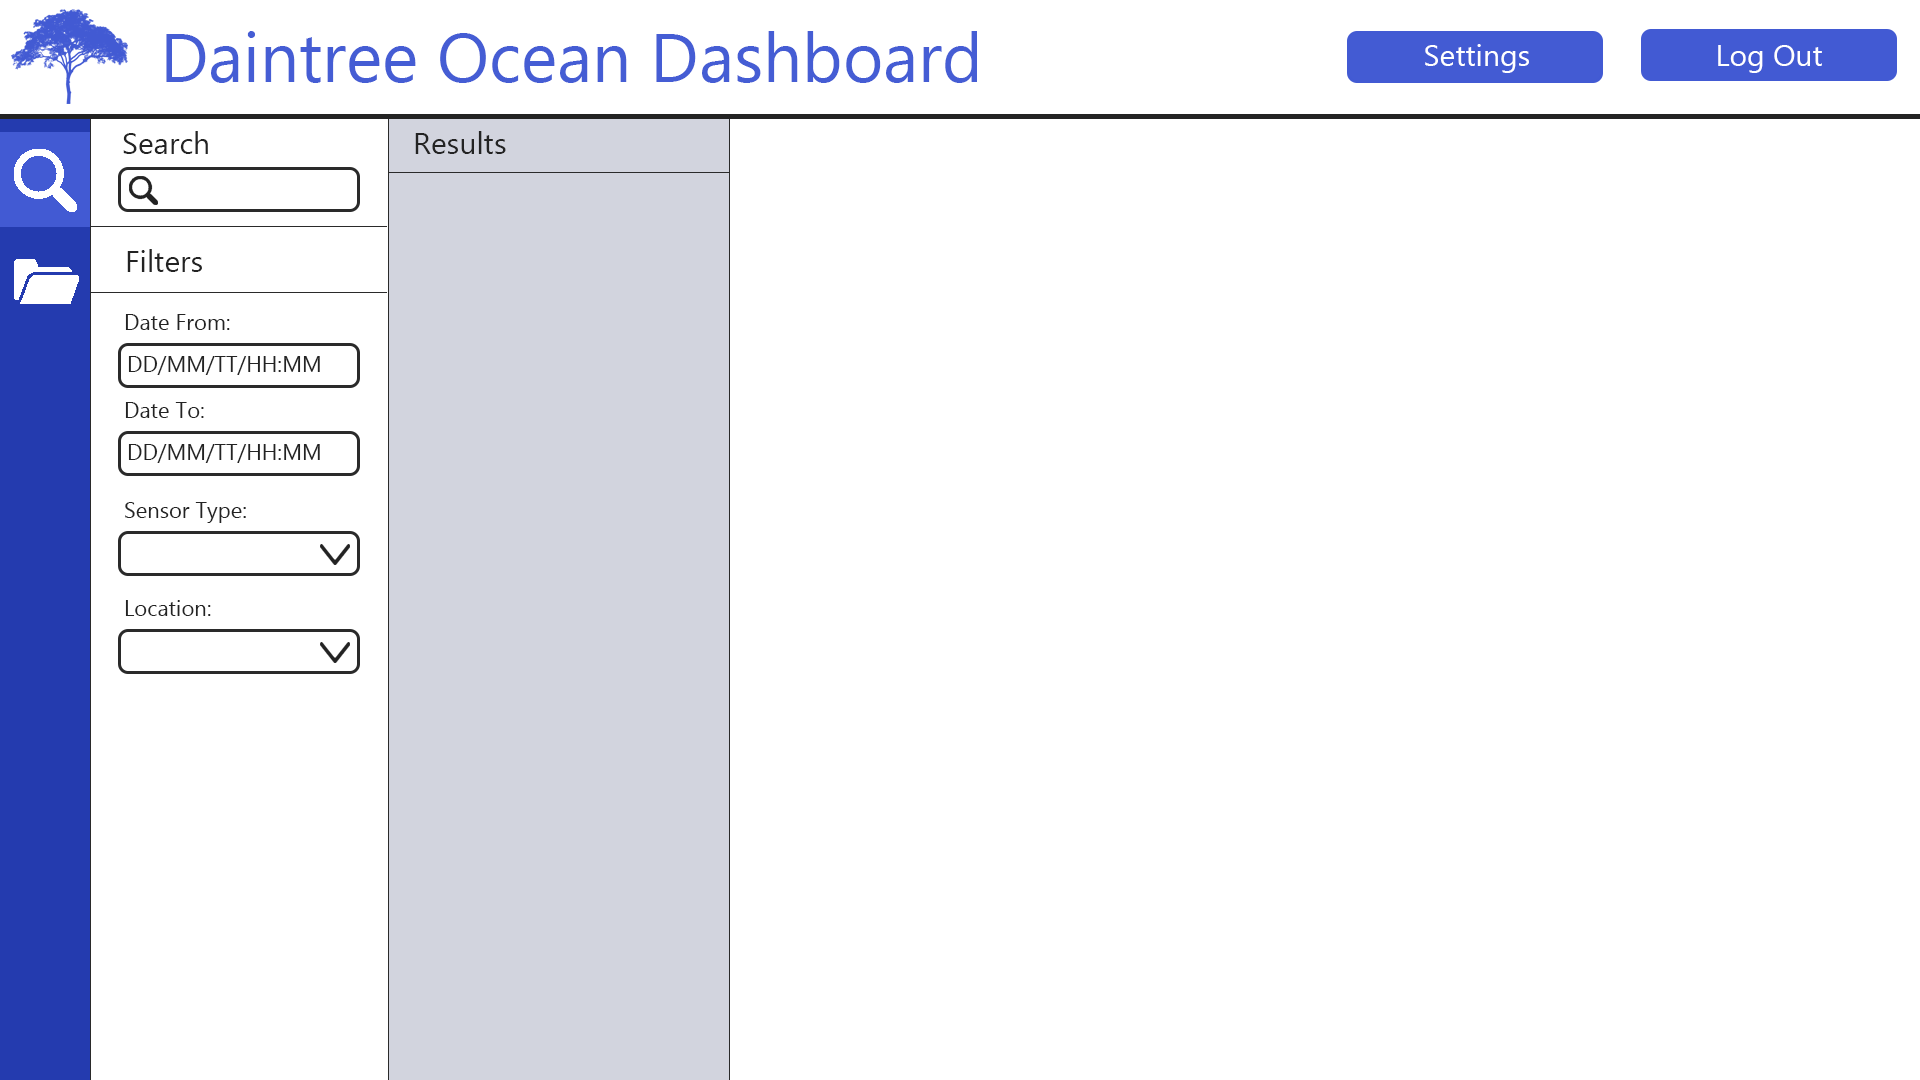 Daintree Ocean Dashboard
Settings
Log Out
Search
Results
Filters
Date From:
DD/MM/TT/HH:MM
Date To:
DD/MM/TT/HH:MM
Sensor Type:
Location: